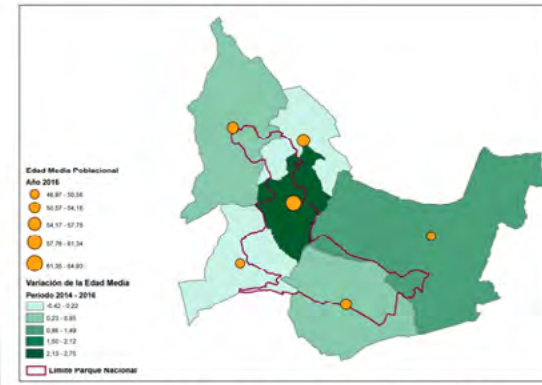 Edad Media Poblacional
Año 2016
46,97 - 50,56
50,57 - 54,16
54,17 - 57,75
57,76 - 61,34
61,35 - 64,93
Variación de la Edad Media
Periodo 2014 - 2016
-0,42 - 0,22
0,23 - 0,85
0,86 - 1,49
1,50 - 2,12
2,13 - 2,75
Límite Parque Nacional